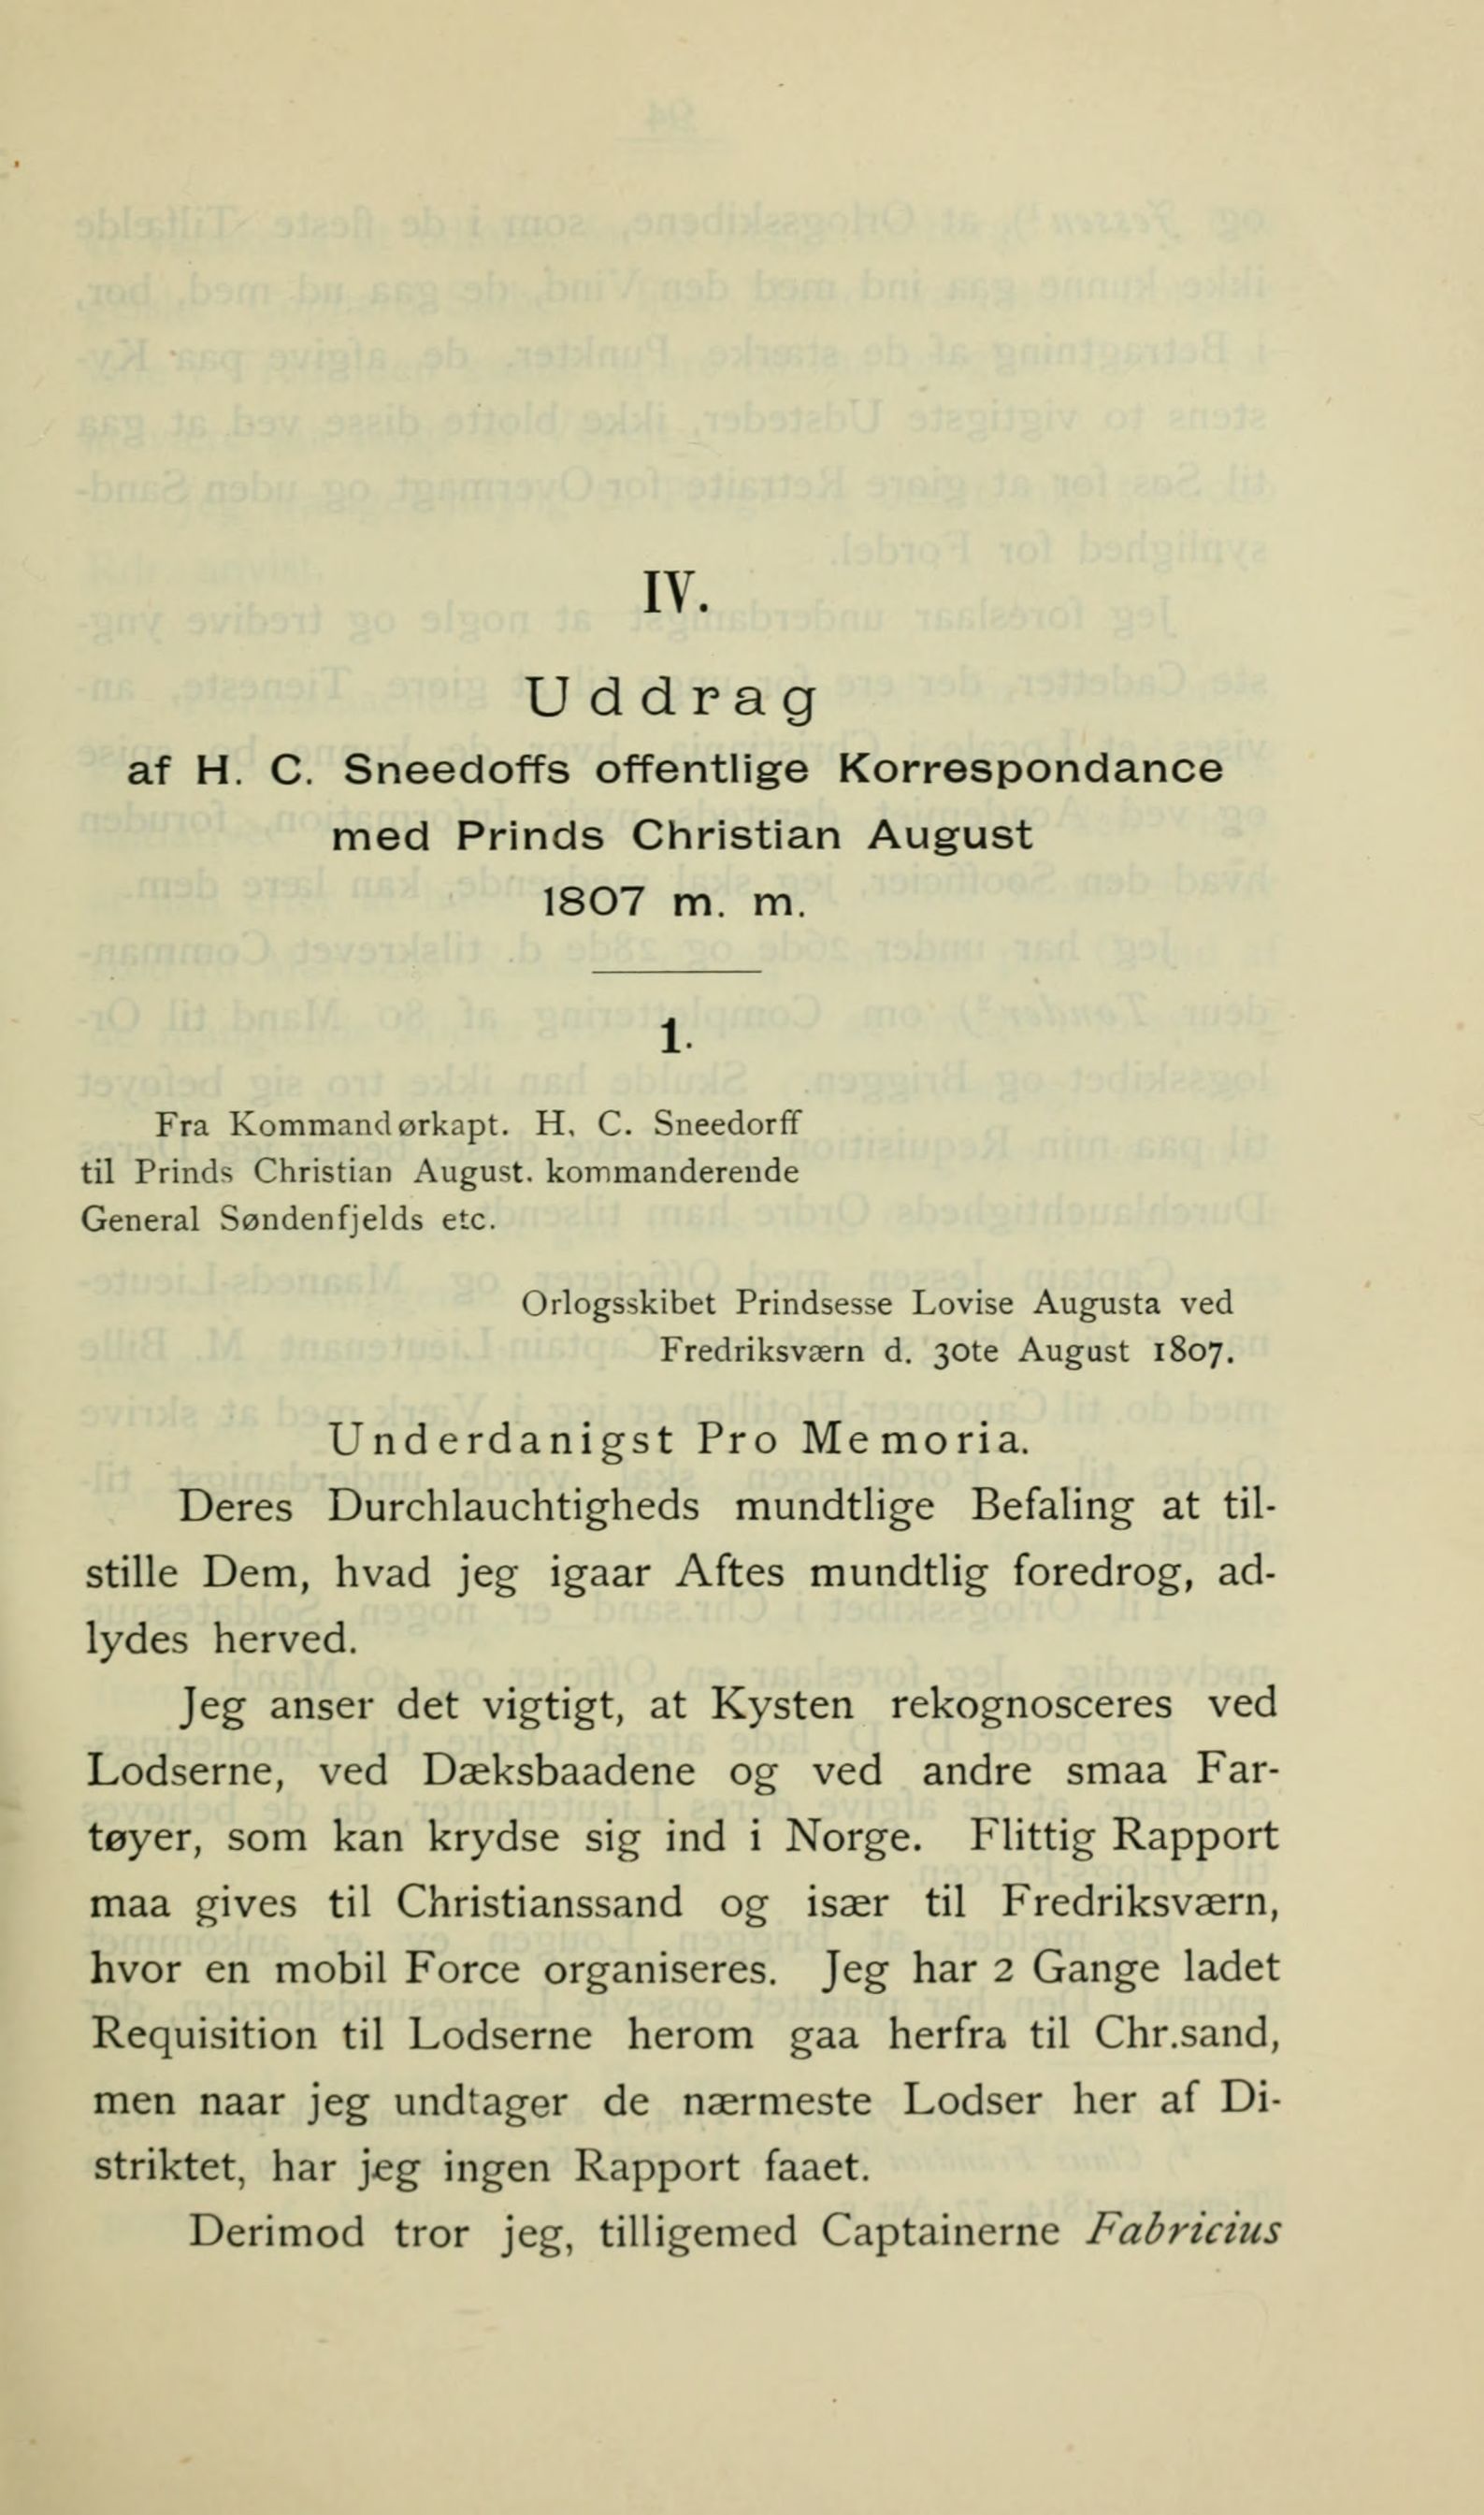 IV.
Uddrag
af H. C. Sneedoffs offentlige Korrespondance
med Prinds Christian August
1807 m. m.
1.
Fra Kommandørkapt. H, C. Sneedorff
til Prinds Christian August. kommanderende
General Søndenfjelds etc.
Orlogsskibet Prindsesse Lovise Augusta ved
Fredriksværn d. 30te August 1807.
Underdanigst Pro Memoria.
Deres Durchlauchtigheds mundtlige Befaling at til-
stille Dem, hvad jeg igaar Aftes mundtlig foredrog, ad-
lydes herved.
Jeg anser det vigtigt, at Kysten rekognosceres ved
Lodserne, ved Dæksbaadene og ved andre smaa Far-
tøyer, som kan krydse sig ind i Norge. Flittig Rapport
maa gives til Christianssand og især til Fredriksværn,
hvor en mobil Force organiseres. Jeg har 2 Gange ladet
Requisition til Lodserne herom gaa herfra til Chr.sand,
men naar jeg undtager de nærmeste Lodser her af Di-
striktet, har jeg ingen Rapport faaet.
Derimod tror jeg, tilligemed Captainerne Fabricius